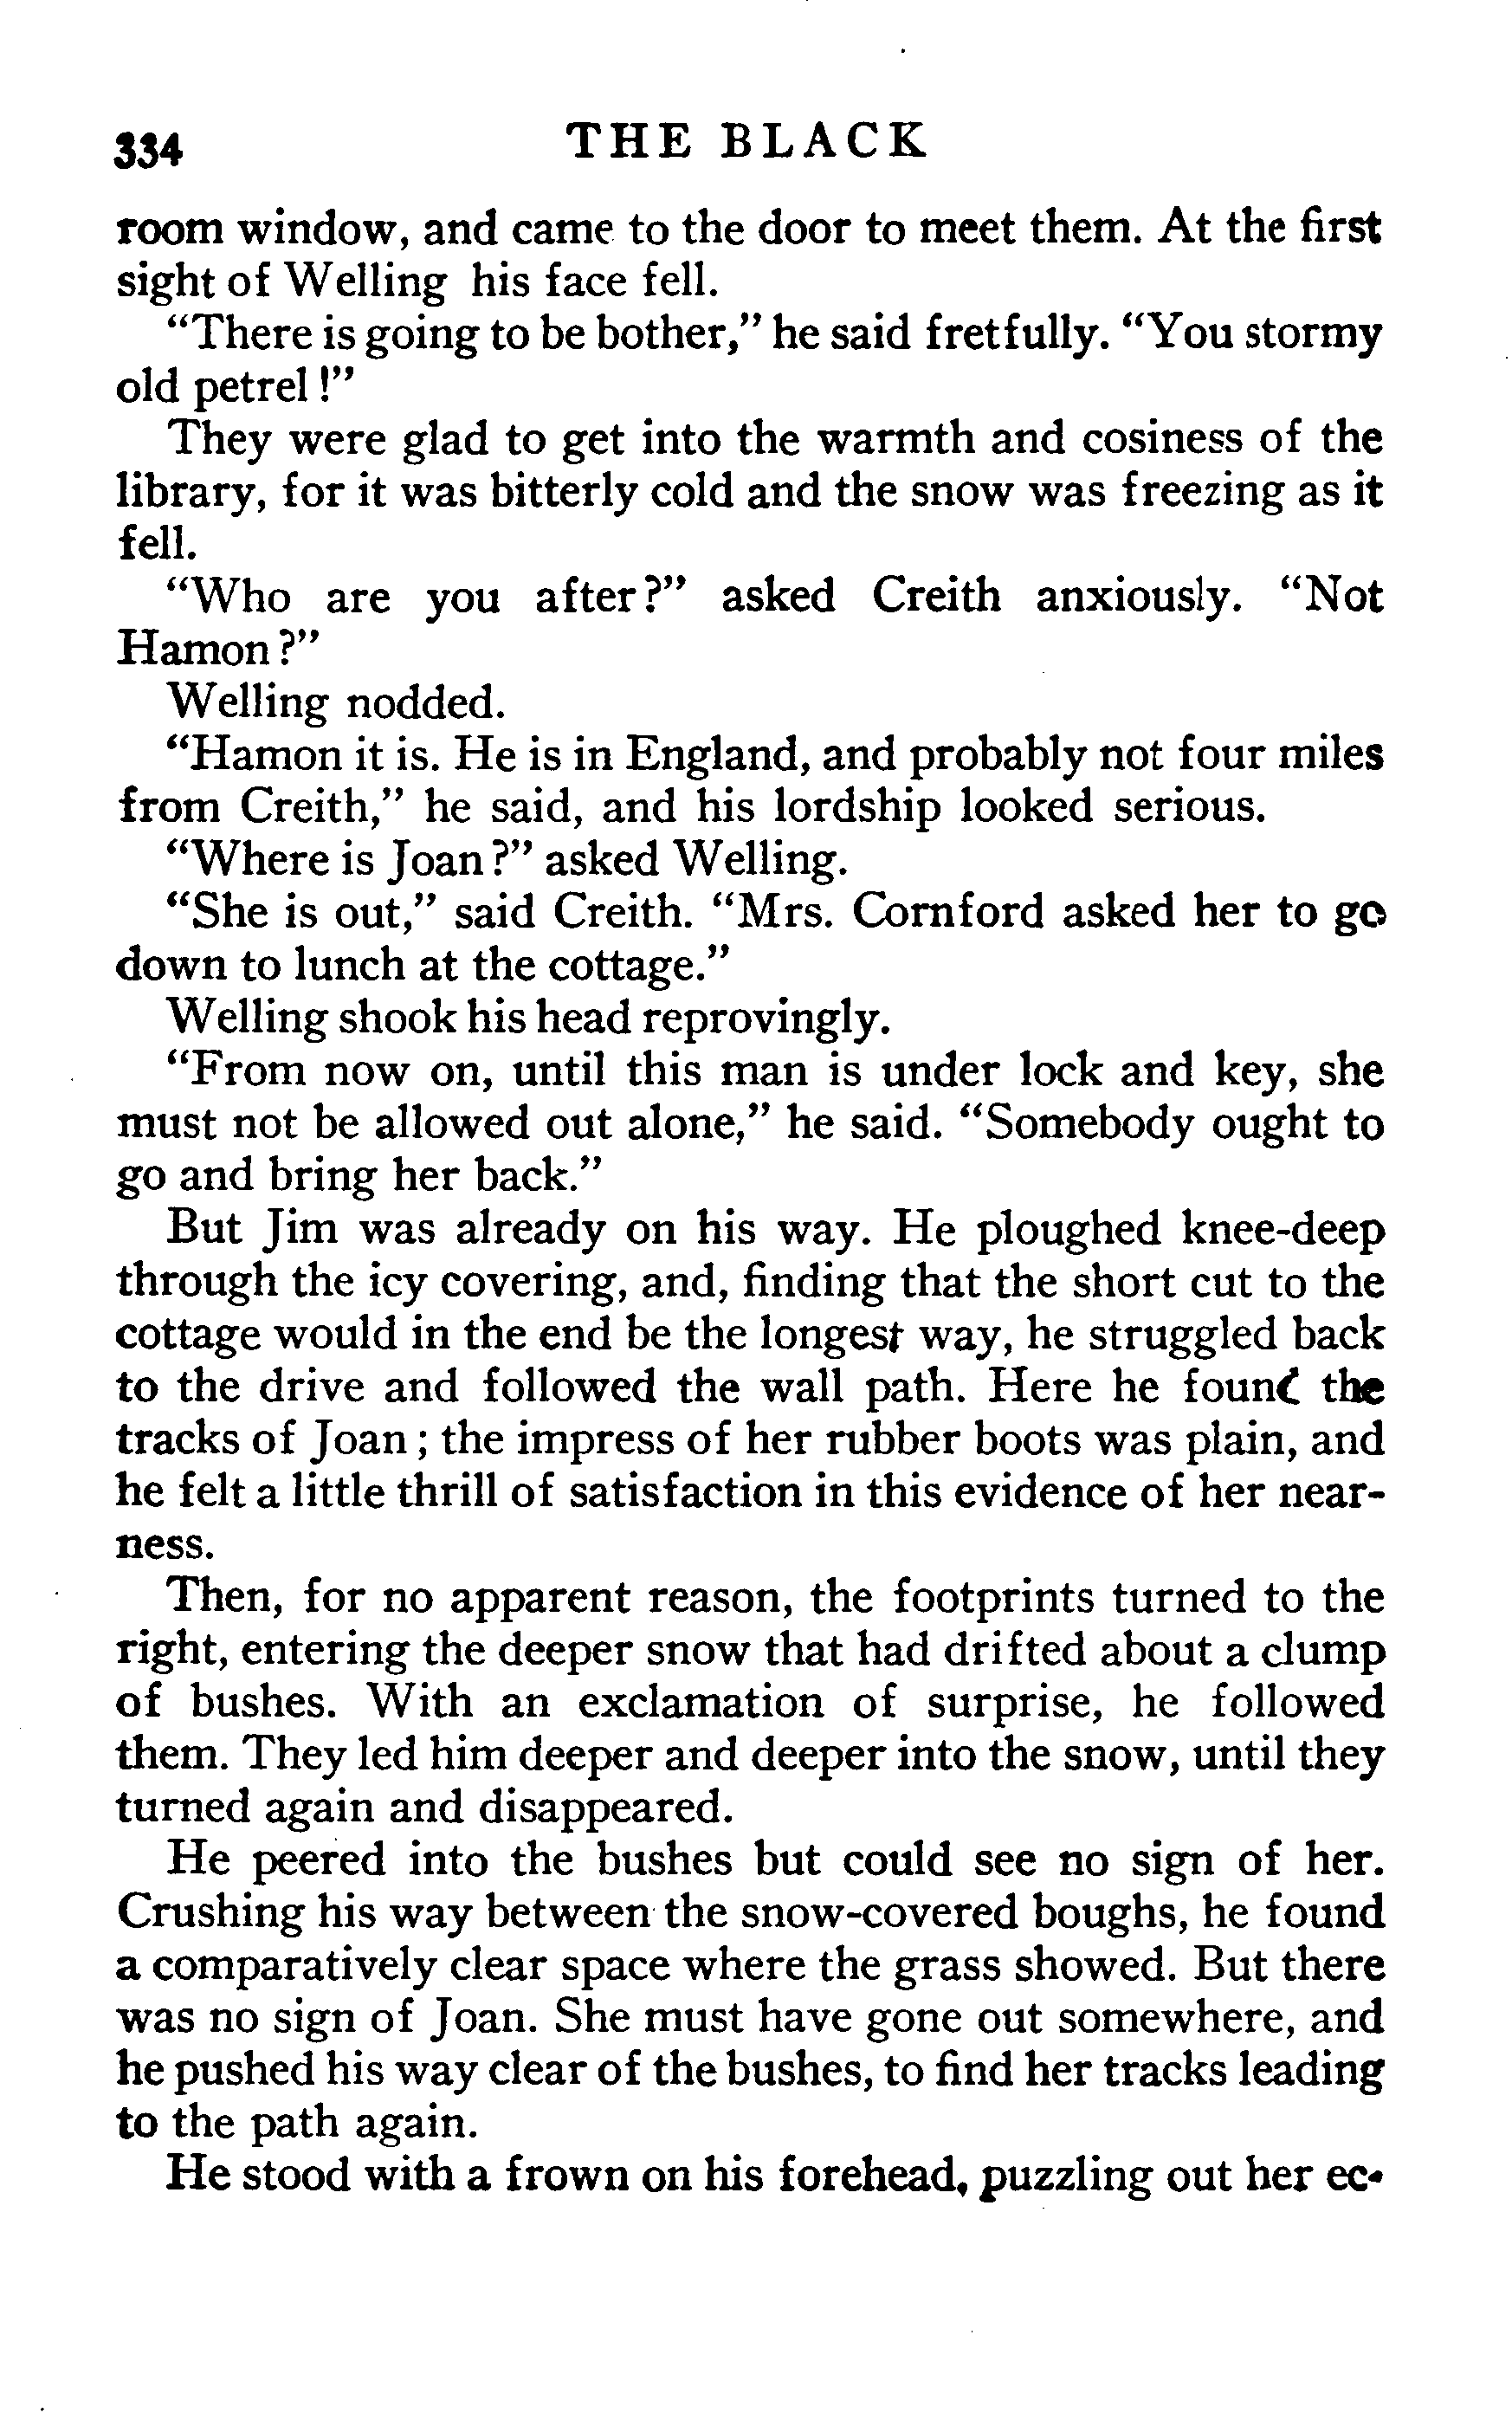 334 THE BLACK
room window, and came to the door to meet them. At the first
sight of Welling his face fell.
"There is going to be bother," he said fretfully. "You stormy
old petrel!"
They were glad to get into the warmth and cosiness of the
library, for it was bitterly cold and the snow was freezing as it
fell.
"Who are you after?" asked Creith anxiously. "Not
Hamon?"
Welling nodded.
"Hamon it is. He is in England, and probably not four miles
from Creith," he said, and his lordship looked serious.
"Where is Joan?" asked Welling.
"She is out," said Creith. "Mrs. Cornford asked her to go
down to lunch at the cottage."
Welling shook his head reprovingly.
"From now on, until this man is under lock and key, she
must not be allowed out alone," he said. "Somebody ought to
go and bring her back."
But Jim was already on his way. He ploughed knee-deep
through the icy covering, and, finding that the short cut to the
cottage would in the end be the longest way, he struggled back
to the drive and followed the wall path. Here he found the
tracks of Joan; the impress of her rubber boots was plain, and
he felt a little thrill of satisfaction in this evidence of her near-
ness.
Then, for no apparent reason, the footprints turned to the
right, entering the deeper snow that had drifted about a clump
of bushes. With an exclamation of surprise, he followed
them. They led him deeper and deeper into the snow, until they
turned again and disappeared.
He peered into the bushes but could see no sign of her.
Crushing his way between the snow-covered boughs, he found
a comparatively clear space where the grass showed. But there
was no sign of Joan. She must have gone out somewhere, and
he pushed his way clear of the bushes, to find her tracks leading
to the path again.
He stood with a frown on his forehead, puzzling out her ec-